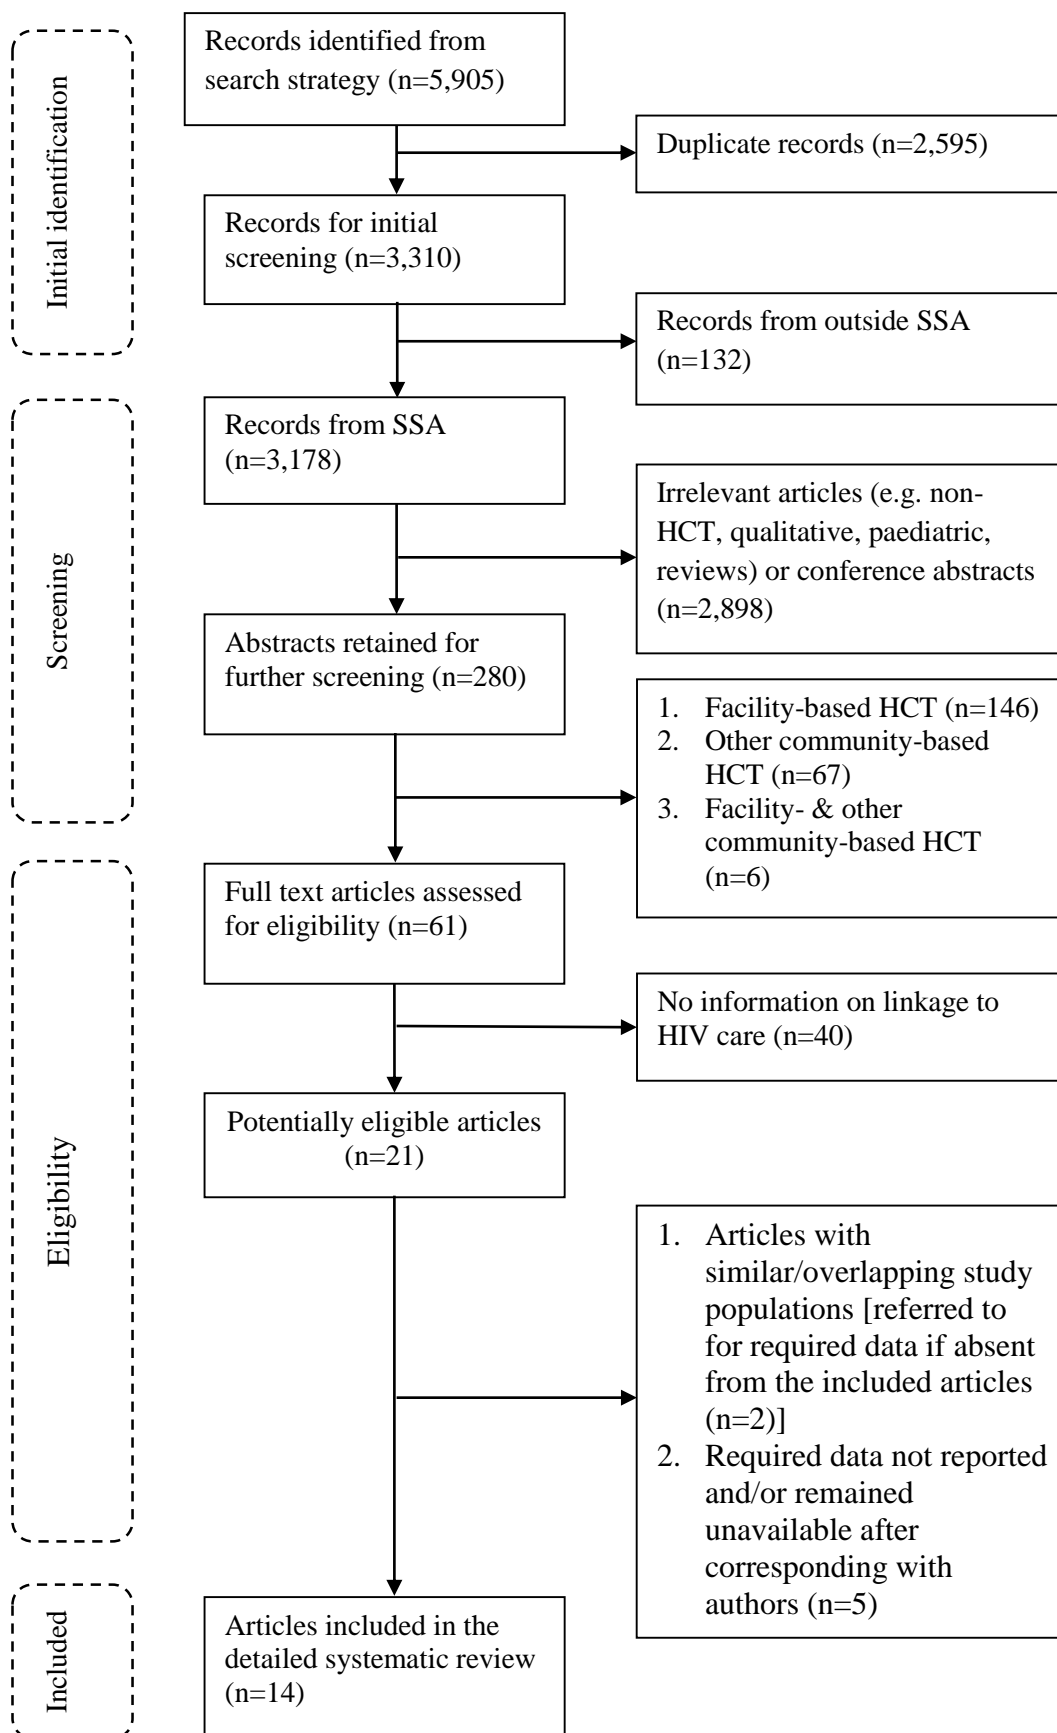 Initial identification
Records identified from
search strategy (n=5,905)
Duplicate records (n=2,595)
Records for initial
screening (n=3,310)
Records from outside SSA
(n=132)
Screening
Records from SSA
(n=3,178)
Irrelevant articles (e.g. non-
HCT, qualitative, paediatric,
reviews) or conference abstracts
(n=2,898)
Abstracts retained for
further screening (n=280)
1. Facility-based HCT (n=146)
2. Other community-based
HCT (n=67)
3. Facility- & other
community-based HCT
(n=6)
Eligibility
Full text articles assessed
for eligibility (n=61)
No information on linkage to
HIV care (n=40)
Potentially eligible articles
(n=21)
1. Articles with
similar/overlapping study
populations [referred to
for required data if absent
from the included articles
(n=2)]
2. Required data not reported
and/or remained
unavailable after
corresponding with
authors (n=5)
Included
Articles included in the
detailed systematic review
(n=14)